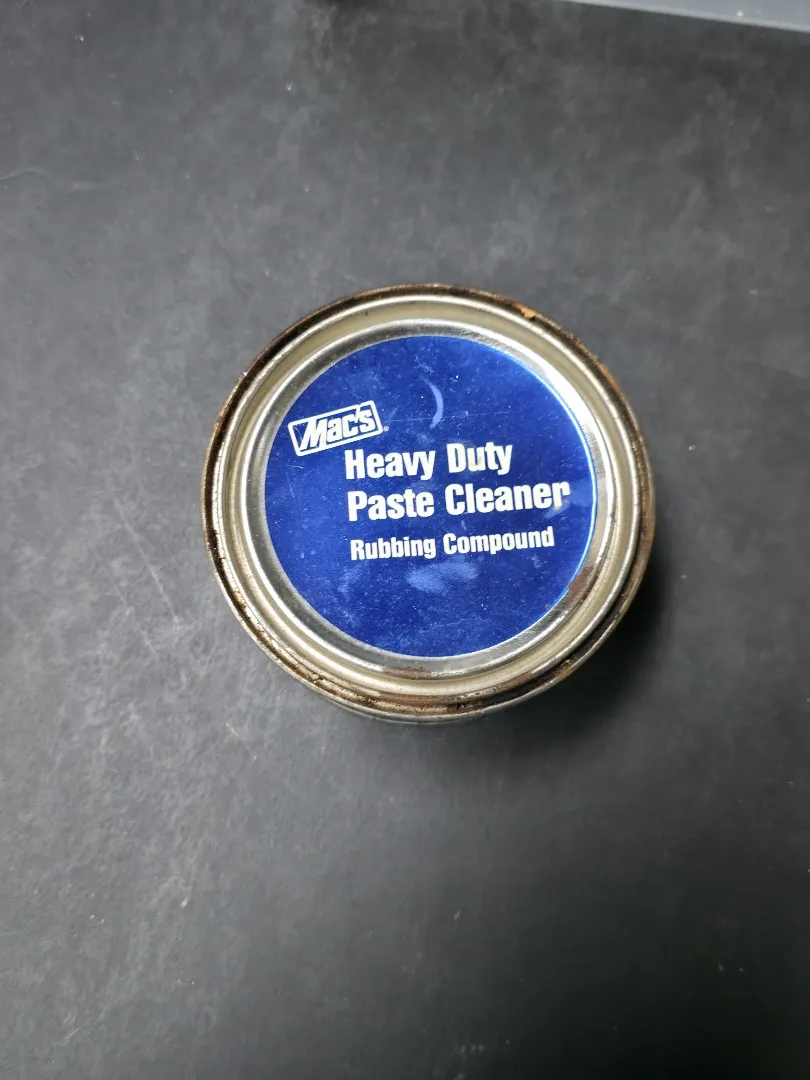 Mac's®
Heavy Duty
Paste Cleaner
Rubbing Compound